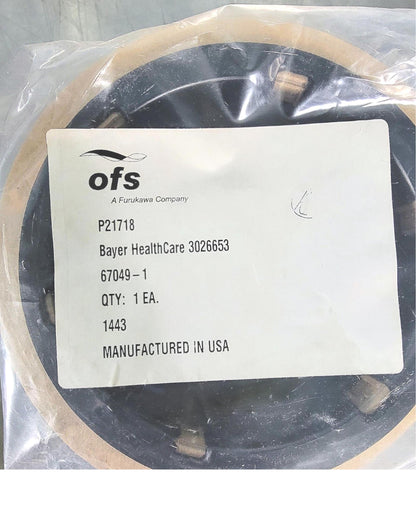 ofs
A Furukawa Company
P21718
Bayer HealthCare 3026653
67049-1
QTY: 1 EA.
1443
MANUFACTURED IN USA